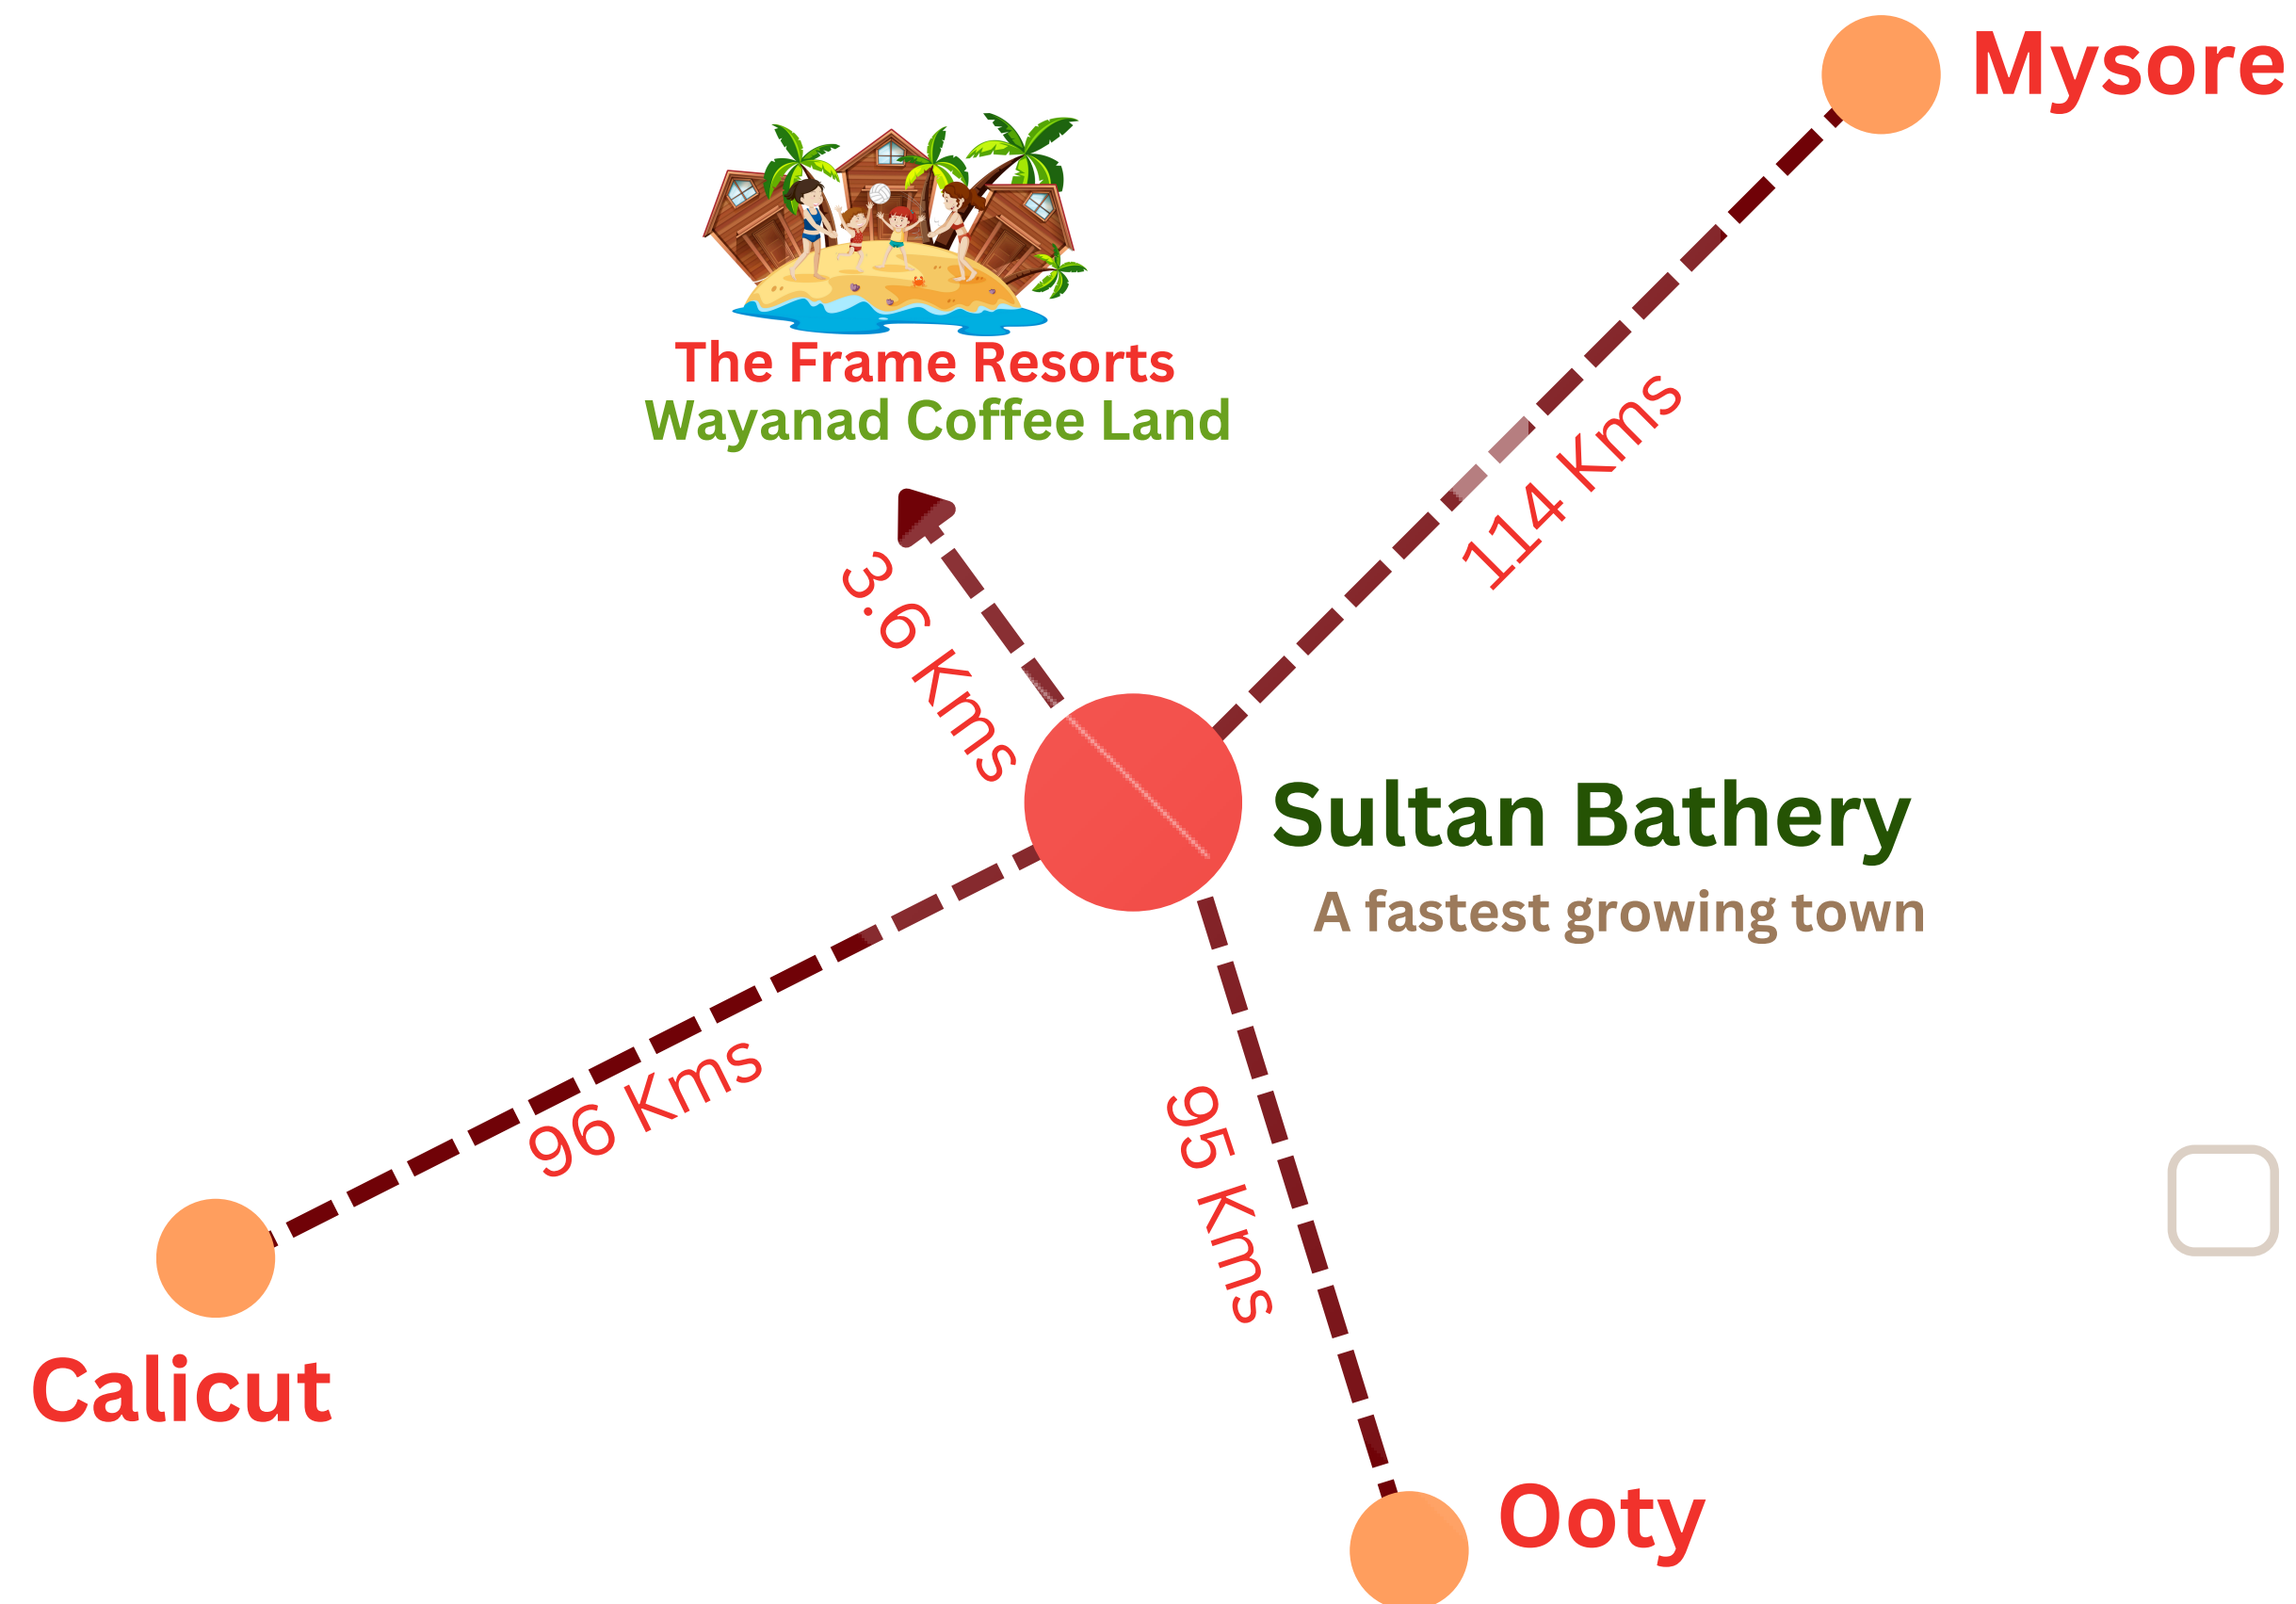 Mysore
The Frame Resorts
Wayanad Coffee Land
114 Kms
3.6 Kms
Sultan Bathery
A fastest growing town
96 Kms
95 Kms
Calicut
Ooty